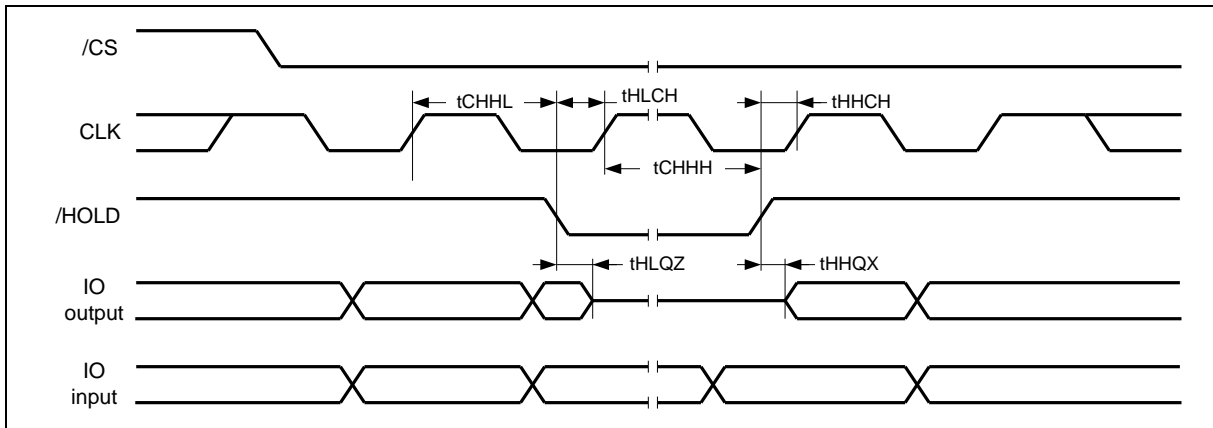 /CS
tCHHL
tHLCH
tHHCH
CLK
tCHHH
/HOLD
tHLQZ
tHHQX
IO
output
IO
input